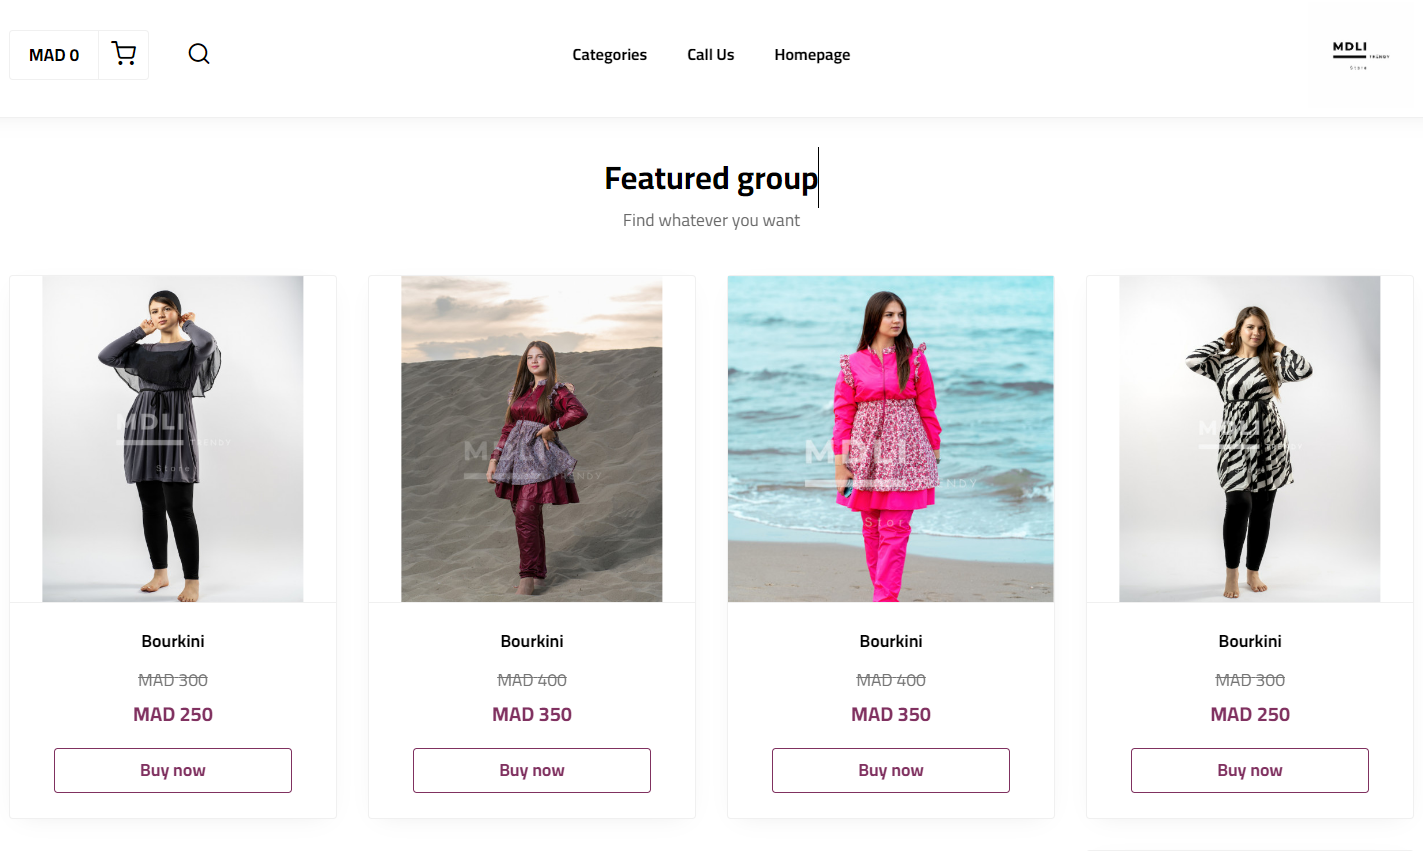 MAD 0
Categories
Call Us
Homepage
MDLI
TRENDY
Store
Featured group
Find whatever you want
MDLI
TRENDY
Store
MDLI
TRENDY
MDLI
TRENDY
Store
MDLI
Bourkini
MAD 300
MAD 250
Buy now
Bourkini
MAD 400
MAD 350
Buy now
Bourkini
MAD 400
MAD 350
Buy now
Bourkini
MAD 300
MAD 250
Buy now